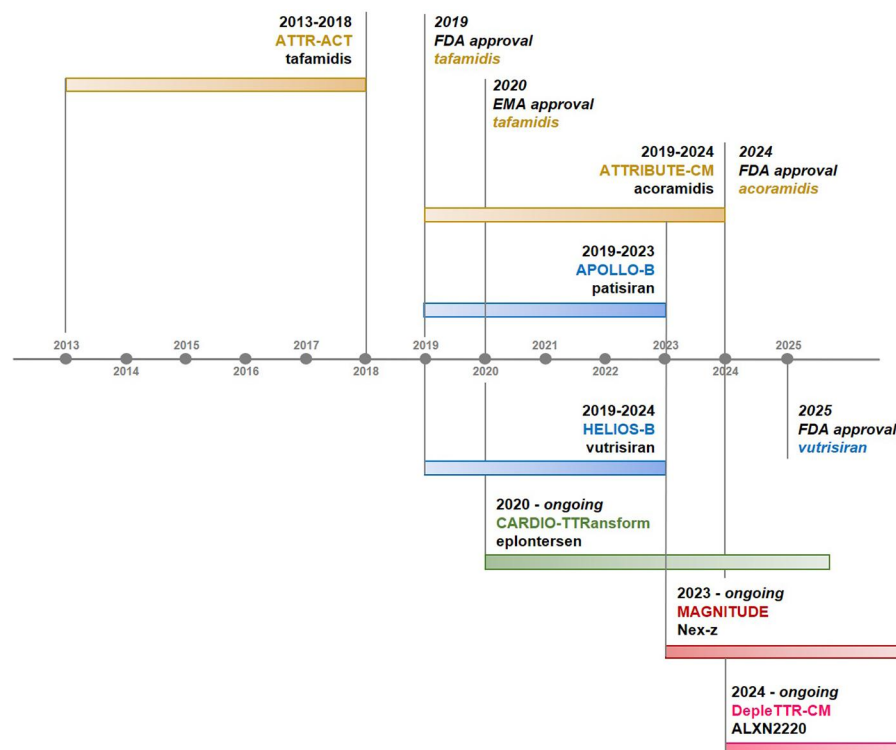 2013-2018
ATTR-ACT
tafamidis
2019
FDA approval
tafamidis
2020
EMA approval
tafamidis
2019-2024
ATTRIBUTE-CM
acoramidis
2024
FDA approval
acoramidis
2019-2023
APOLLO-B
patisiran
2013
2014
2015
2016
2017
2018
2019
2020
2021
2022
2023
2024
2025
2019-2024
HELIOS-B
vutrisiran
2025
FDA approval
vutrisiran
2020 - ongoing
CARDIO-TTRansform
eplontersen
2023 - ongoing
MAGNITUDE
Nex-z
2024 - ongoing
DepleTTR-CM
ALXN2220